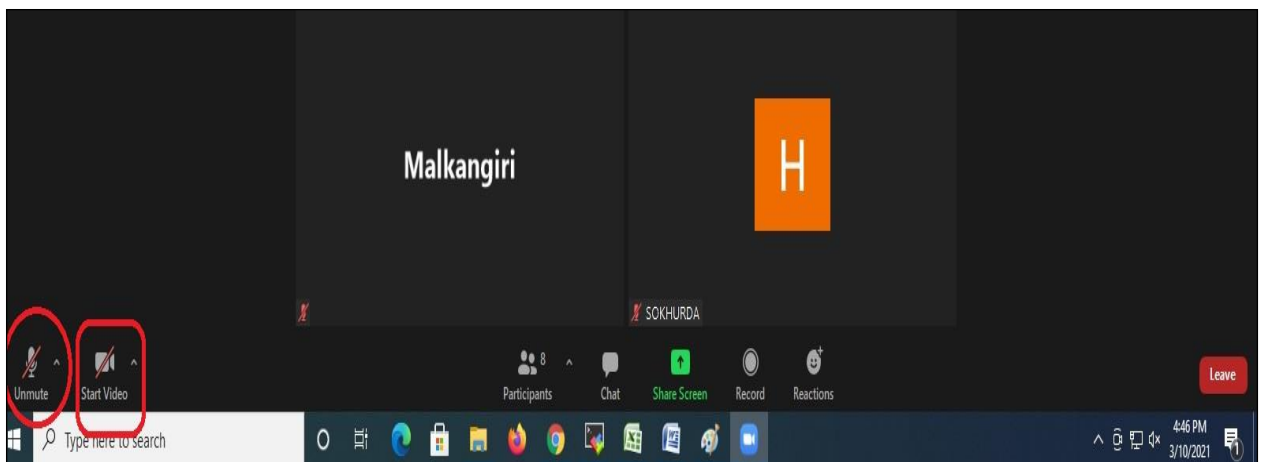 Malkangiri
H
SOKHURDA
Unmute
Start Video
8
Participants
Chat
Share Screen
Record
Reactions
Leave
Type here to search
4:46 PM
3/10/2021
1